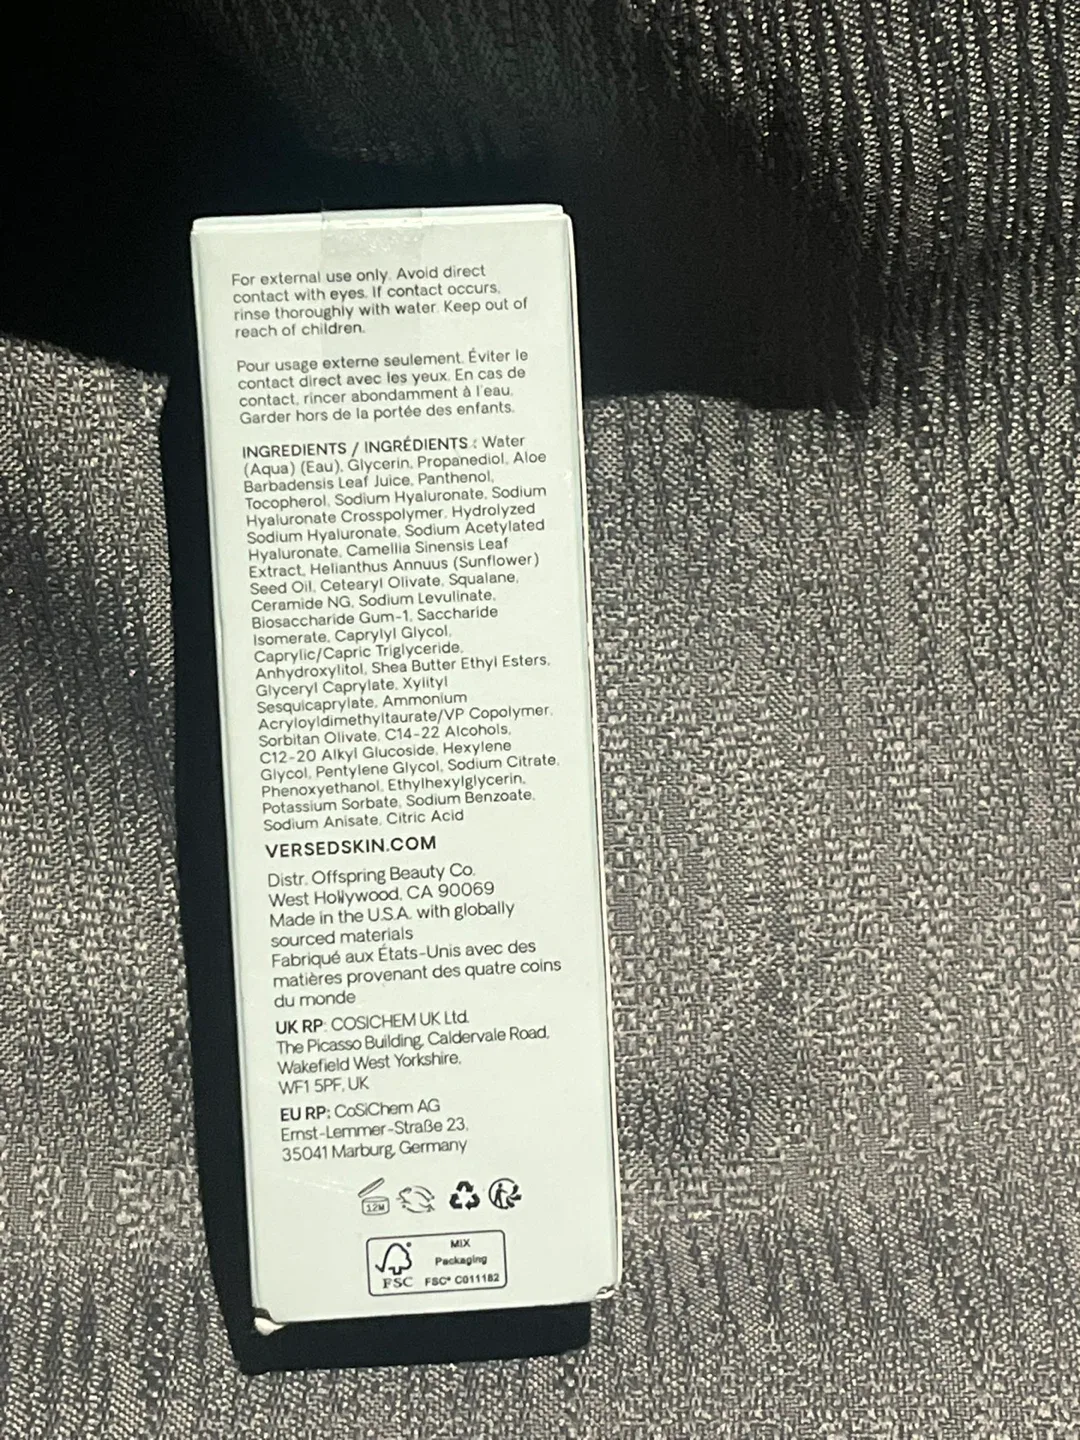 For external use only. Avoid direct
contact with eyes. If contact occurs,
rinse thoroughly with water. Keep out of
reach of children.
Pour usage externe seulement. Éviter le
contact direct avec les yeux. En cas de
contact, rincer abondamment à l'eau.
Garder hors de la portée des enfants.
INGREDIENTS / INGRÉDIENTS : Water
(Aqua) (Eau), Glycerin, Propanediol, Aloe
Barbadensis Leaf Juice, Panthenol,
Tocopherol, Sodium Hyaluronate, Sodium
Hyaluronate Crosspolymer, Hydrolyzed
Sodium Hyaluronate, Sodium Acetylated
Hyaluronate, Camellia Sinensis Leaf
Extract, Helianthus Annuus (Sunflower)
Seed Oil, Cetearyl Olivate, Squalane,
Ceramide NG, Sodium Levulinate,
Biosaccharide Gum-1, Saccharide
Isomerate, Caprylyl Glycol,
Caprylic/Capric Triglyceride,
Anhydroxylitol, Shea Butter Ethyl Esters,
Glyceryl Caprylate, Xylityl
Sesquicaprylate, Ammonium
Acryloyldimethyltaurate/VP Copolymer,
Sorbitan Olivate, C14-22 Alcohols,
C12-20 Alkyl Glucoside, Hexylene
Glycol, Pentylene Glycol, Sodium Citrate,
Phenoxyethanol, Ethylhexylglycerin,
Potassium Sorbate, Sodium Benzoate,
Sodium Anisate, Citric Acid
VERSEDSKIN.COM
Distr. Offspring Beauty Co.
West Hollywood, CA 90069
Made in the U.S.A. with globally
sourced materials
Fabriqué aux États-Unis avec des
matières provenant des quatre coins
du monde
UK RP: COSICHEM UK Ltd.
The Picasso Building, Caldervale Road,
Wakefield West Yorkshire,
WF1 5PF, UK
EU RP: CoSiChem AG
Ernst-Lemmer-Straße 23,
35041 Marburg, Germany
12M
MIX
Packaging
FSC FSC® C011182